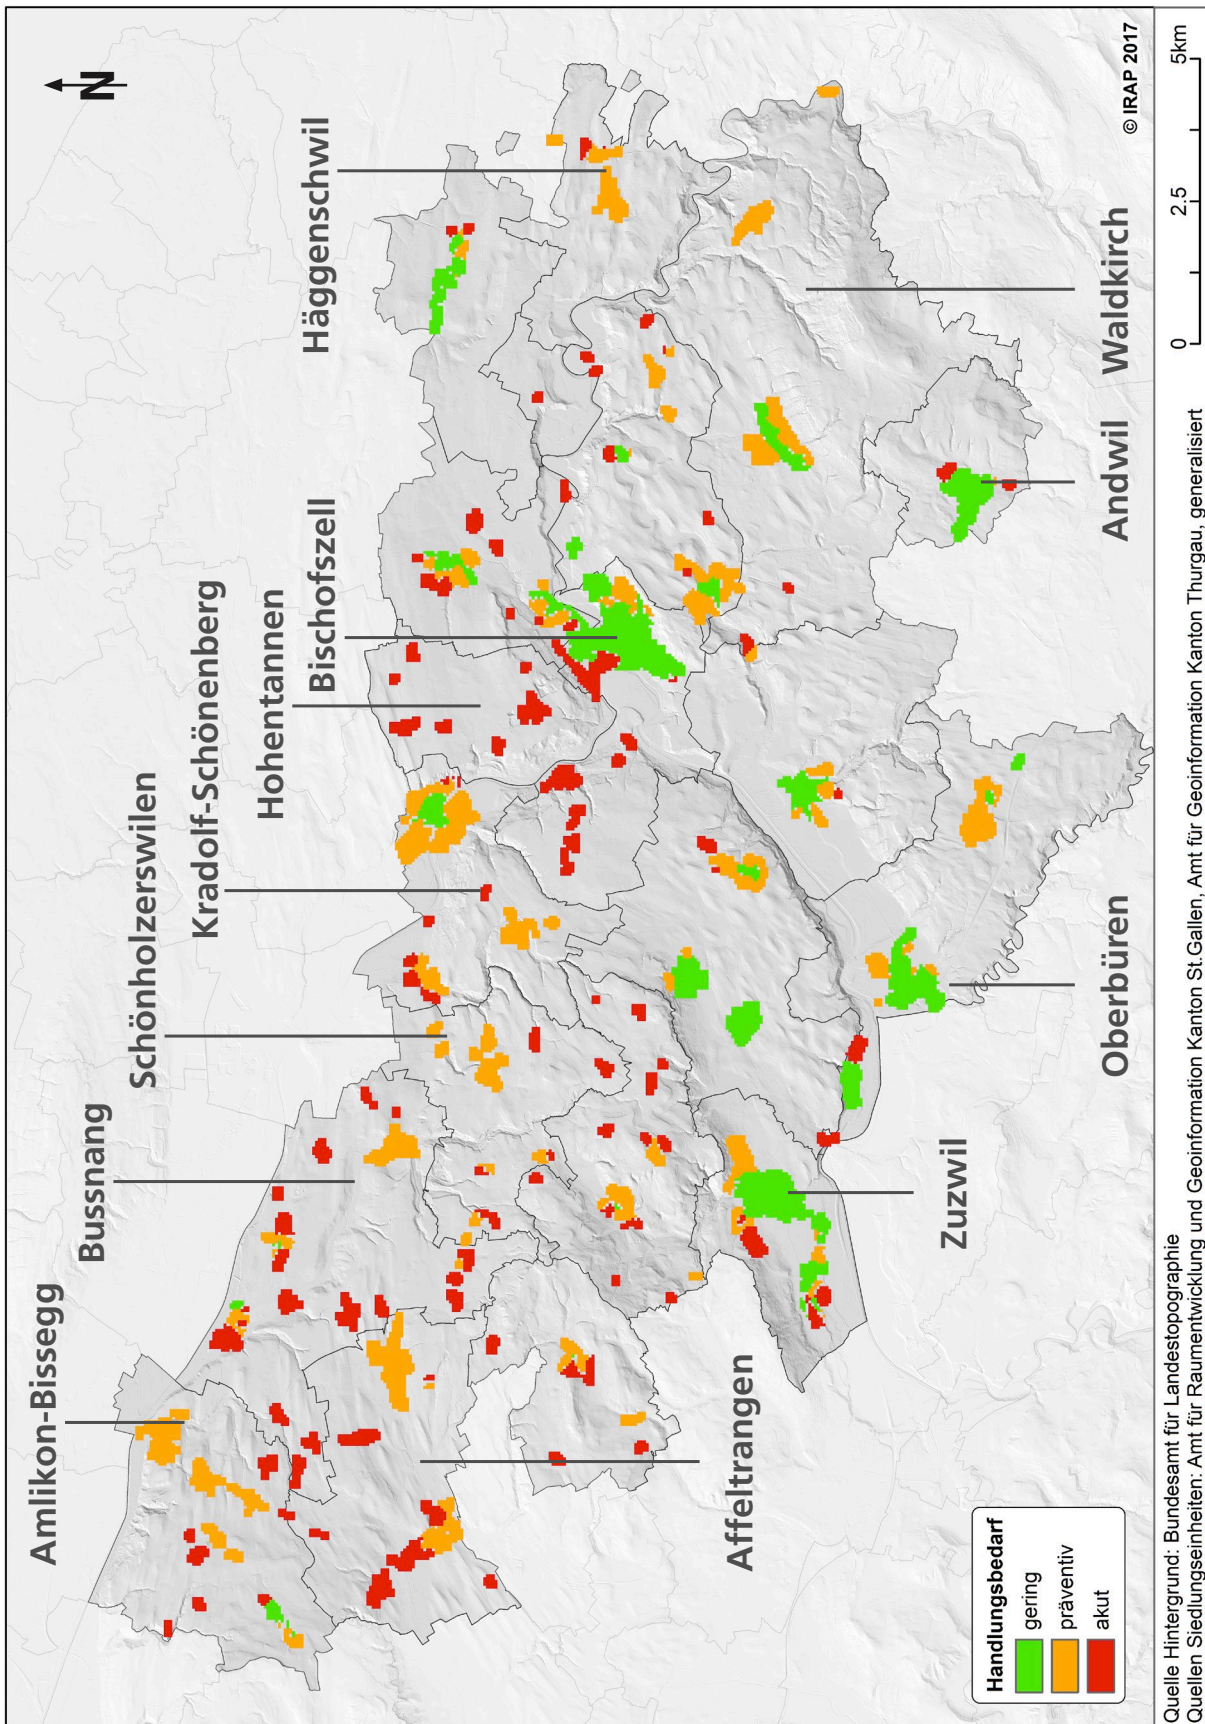 N
© IRAP 2017
Amlikon-Bissegg
Bussnang
Schönholzerswilen
Kradolf-Schönenberg
Hohentannen
Bischofszell
Häggenschwil
Affeltrangen
Zuzwil
Oberbüren
Andwil
Waldkirch
Handlungsbedarf
gering
präventiv
akut
0 2.5 5km
Quelle Hintergrund: Bundesamt für Landestopographie
Quellen Siedlungseinheiten: Amt für Raumentwicklung und Geoinformation Kanton St.Gallen, Amt für Geoinformation Kanton Thurgau, generalisiert